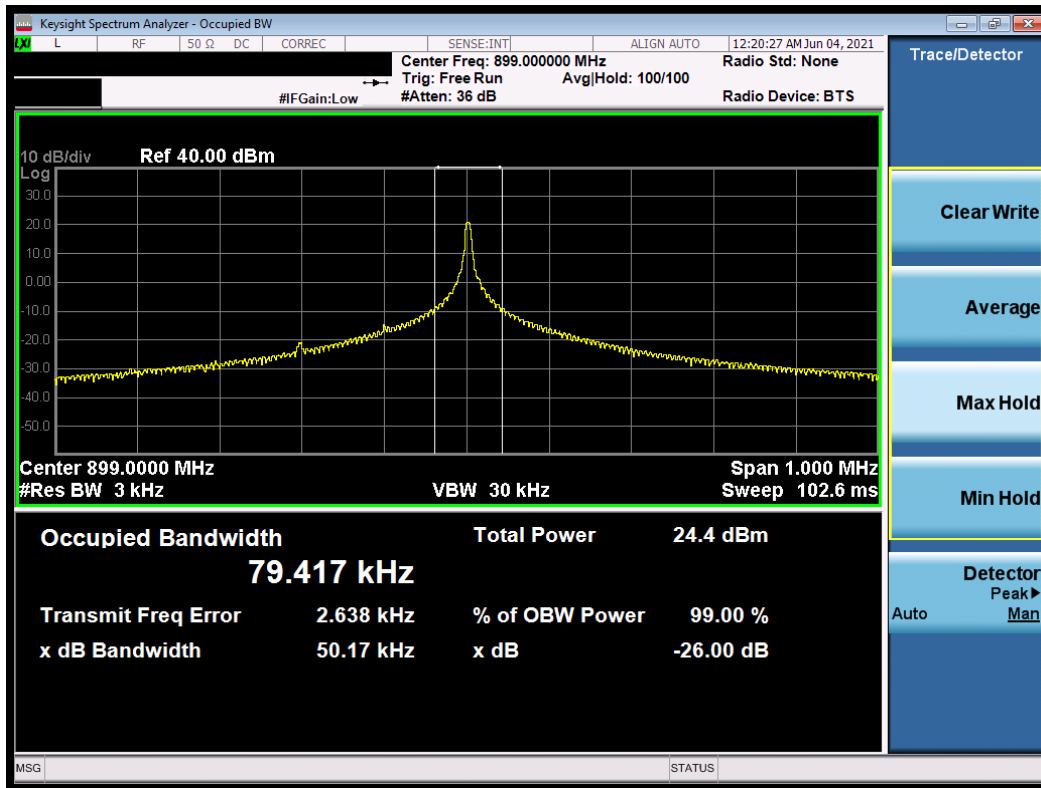 Keysight Spectrum Analyzer - Occupied BW
LXI L RF 50 Ω DC CORREC SENSE:INT ALIGN AUTO 12:20:27 AM Jun 04, 2021
Center Freq: 899.000000 MHz Radio Std: None
Trig: Free Run Avg|Hold: 100/100
#IFGain:Low #Atten: 36 dB Radio Device: BTS
10 dB/div Ref 40.00 dBm
Log
30.0
20.0
10.0
0.00
-10.0
-20.0
-30.0
-40.0
-50.0
Center 899.0000 MHz Span 1.000 MHz
#Res BW 3 kHz VBW 30 kHz Sweep 102.6 ms
Occupied Bandwidth Total Power 24.4 dBm
79.417 kHz
Transmit Freq Error 2.638 kHz % of OBW Power 99.00 %
x dB Bandwidth 50.17 kHz x dB -26.00 dB
MSG STATUS
Trace/Detector
Clear Write
Average
Max Hold
Min Hold
Detector
Peak▶
Auto Man